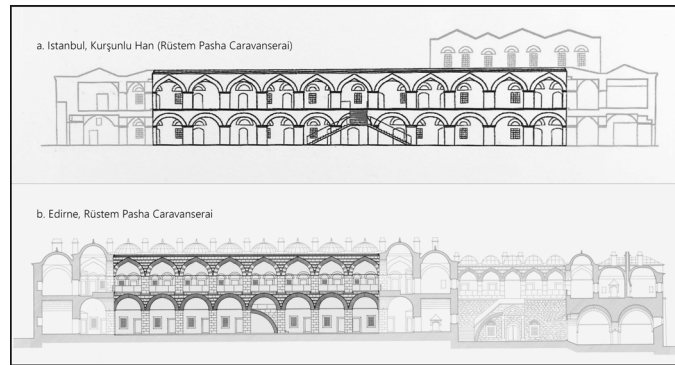 a. Istanbul, Kurşunlu Han (Rüstem Pasha Caravanserai)
b. Edirne, Rüstem Pasha Caravanserai